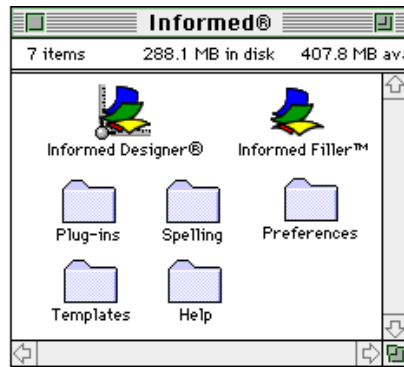 Informed®
7 items 288.1 MB in disk 407.8 MB ava
Informed Designer® Informed Filler™
Plug-ins Spelling Preferences
Templates Help